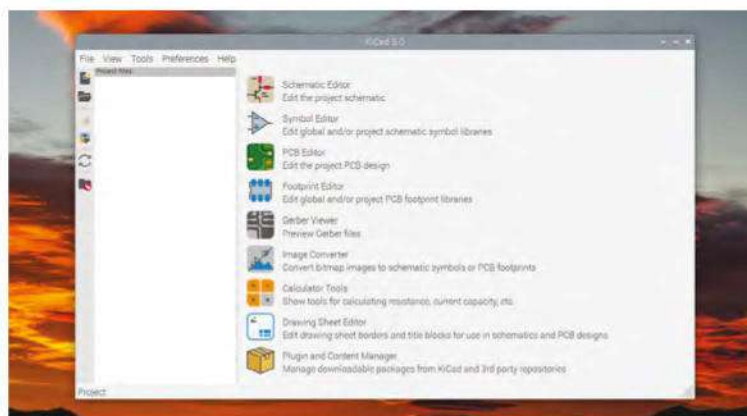 KiCad 6.0
File View Tools Preferences Help
Project Files
Schematic Editor
Edit the project schematic
Symbol Editor
Edit global and/or project schematic symbol libraries
PCB Editor
Edit the project PCB design
Footprint Editor
Edit global and/or project PCB footprint libraries
Gerber Viewer
Preview Gerber files
Image Converter
Convert bitmap images to schematic symbols or PCB footprints
Calculator Tools
Show tools for calculating resistance, current capacity, etc.
Drawing Sheet Editor
Edit drawing sheet borders and title blocks for use in schematics and PCB designs
Plugin and Content Manager
Manage downloadable packages from KiCad and 3rd party repositories
Project: